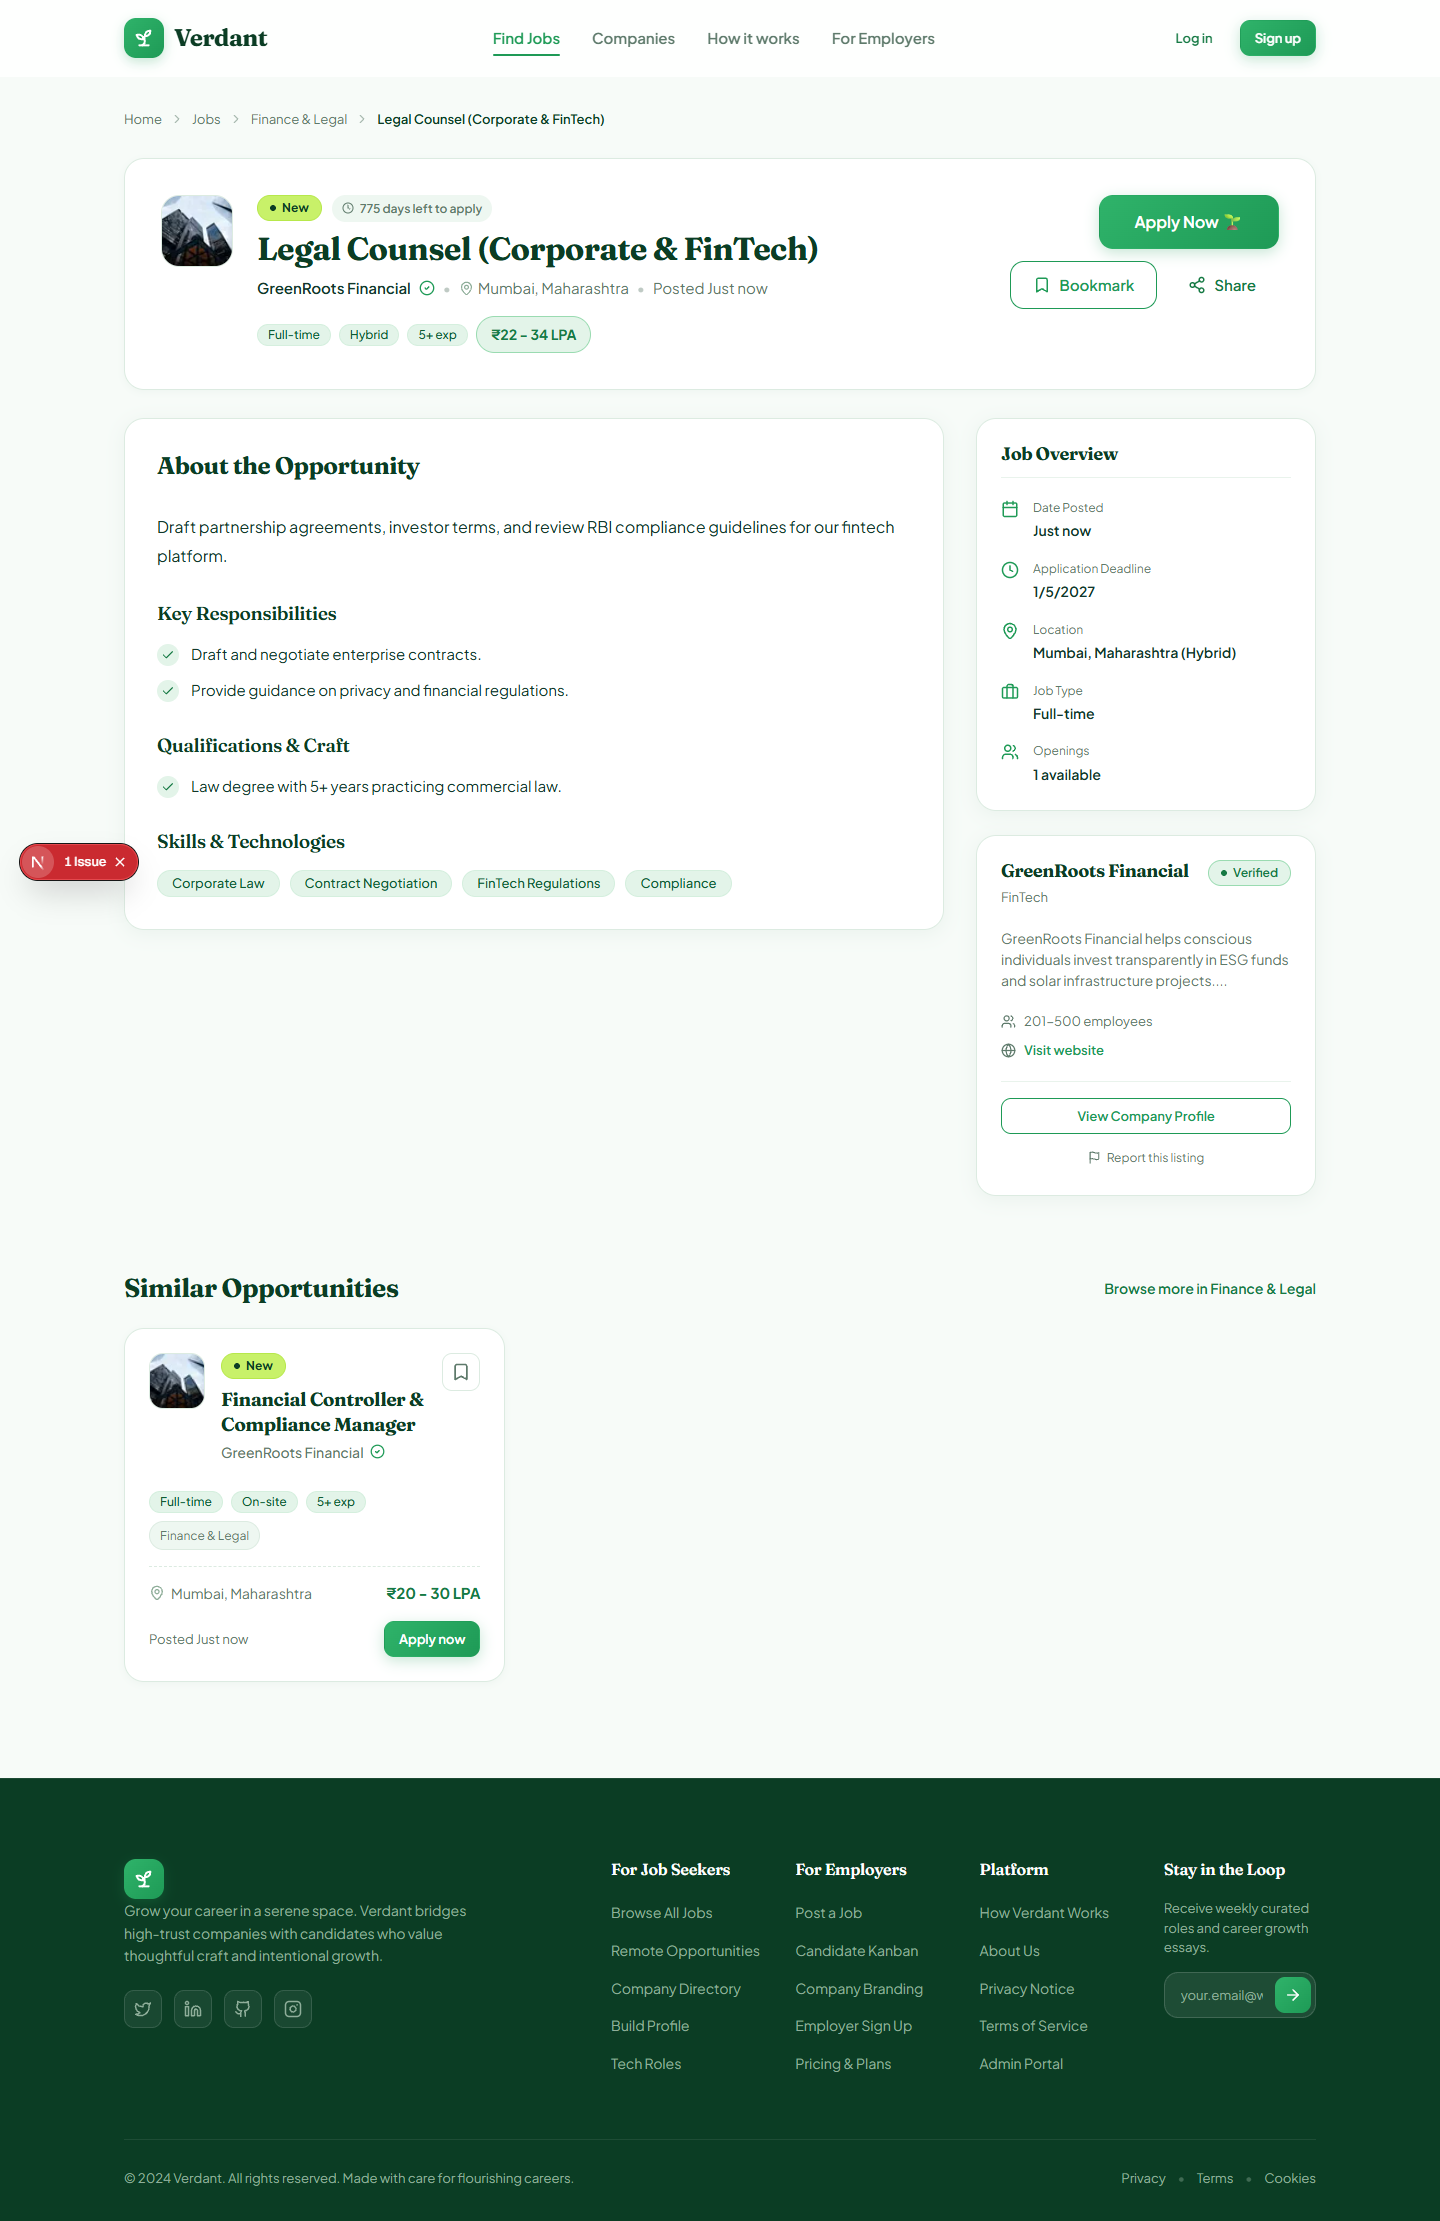 Verdant
Find Jobs
Companies
How it works
For Employers
Log in
Sign up
Home
Jobs
Finance & Legal
Legal Counsel (Corporate & FinTech)
New
775 days left to apply
Legal Counsel (Corporate & FinTech)
GreenRoots Financial
Mumbai, Maharashtra
Posted Just now
Full-time
Hybrid
5+ exp
₹22 - 34 LPA
Apply Now
Bookmark
Share
About the Opportunity
Draft partnership agreements, investor terms, and review RBI compliance guidelines for our fintech
platform.
Key Responsibilities
Draft and negotiate enterprise contracts.
Provide guidance on privacy and financial regulations.
Qualifications & Craft
Law degree with 5+ years practicing commercial law.
Skills & Technologies
Corporate Law
Contract Negotiation
FinTech Regulations
Compliance
1 Issue
Job Overview
Date Posted
Just now
Application Deadline
1/5/2027
Location
Mumbai, Maharashtra (Hybrid)
Job Type
Full-time
Openings
1 available
GreenRoots Financial
Verified
FinTech
GreenRoots Financial helps conscious
individuals invest transparently in ESG funds
and solar infrastructure projects....
201-500 employees
Visit website
View Company Profile
Report this listing
Similar Opportunities
Browse more in Finance & Legal
New
Financial Controller &
Compliance Manager
GreenRoots Financial
Full-time
On-site
5+ exp
Finance & Legal
Mumbai, Maharashtra
₹20 - 30 LPA
Posted Just now
Apply now
Grow your career in a serene space. Verdant bridges
high-trust companies with candidates who value
thoughtful craft and intentional growth.
For Job Seekers
Browse All Jobs
Remote Opportunities
Company Directory
Build Profile
Tech Roles
For Employers
Post a Job
Candidate Kanban
Company Branding
Employer Sign Up
Pricing & Plans
Platform
How Verdant Works
About Us
Privacy Notice
Terms of Service
Admin Portal
Stay in the Loop
Receive weekly curated
roles and career growth
essays.
your.email@w
© 2024 Verdant. All rights reserved. Made with care for flourishing careers.
Privacy
Terms
Cookies